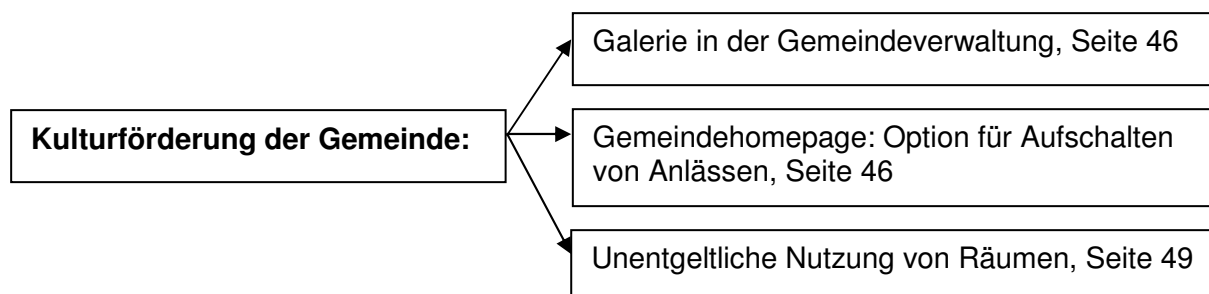 Galerie in der Gemeindeverwaltung, Seite 46
Kulturförderung der Gemeinde:
Gemeindehomepage: Option für Aufschalten
von Anlässen, Seite 46
Unentgeltliche Nutzung von Räumen, Seite 49